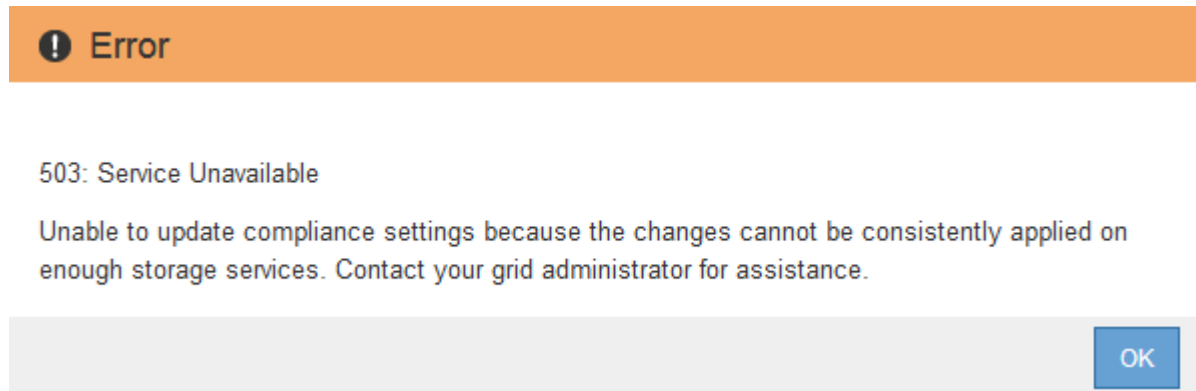 Error
503: Service Unavailable
Unable to update compliance settings because the changes cannot be consistently applied on
enough storage services. Contact your grid administrator for assistance.
OK